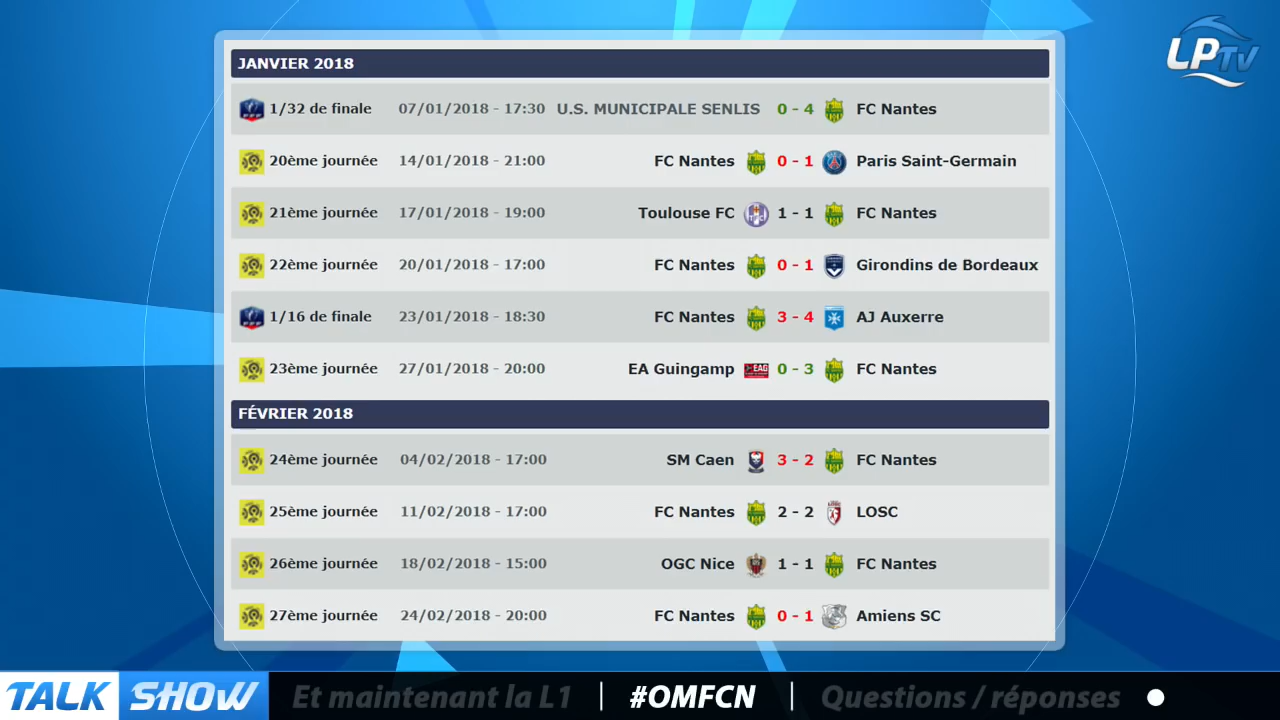 LPTV
JANVIER 2018
1/32 de finale 07/01/2018 - 17:30 U.S. MUNICIPALE SENLIS 0 - 4 FC Nantes
20ème journée 14/01/2018 - 21:00 FC Nantes 0 - 1 Paris Saint-Germain
21ème journée 17/01/2018 - 19:00 Toulouse FC 1 - 1 FC Nantes
22ème journée 20/01/2018 - 17:00 FC Nantes 0 - 1 Girondins de Bordeaux
1/16 de finale 23/01/2018 - 18:30 FC Nantes 3 - 4 AJ Auxerre
23ème journée 27/01/2018 - 20:00 EA Guingamp EAG 0 - 3 FC Nantes
FÉVRIER 2018
24ème journée 04/02/2018 - 17:00 SM Caen 3 - 2 FC Nantes
25ème journée 11/02/2018 - 17:00 FC Nantes 2 - 2 LOSC
26ème journée 18/02/2018 - 15:00 OGC Nice 1 - 1 FC Nantes
27ème journée 24/02/2018 - 20:00 FC Nantes 0 - 1 Amiens SC
TALK SHOW Et maintenant la L1 | #OMFCN | Questions / réponses